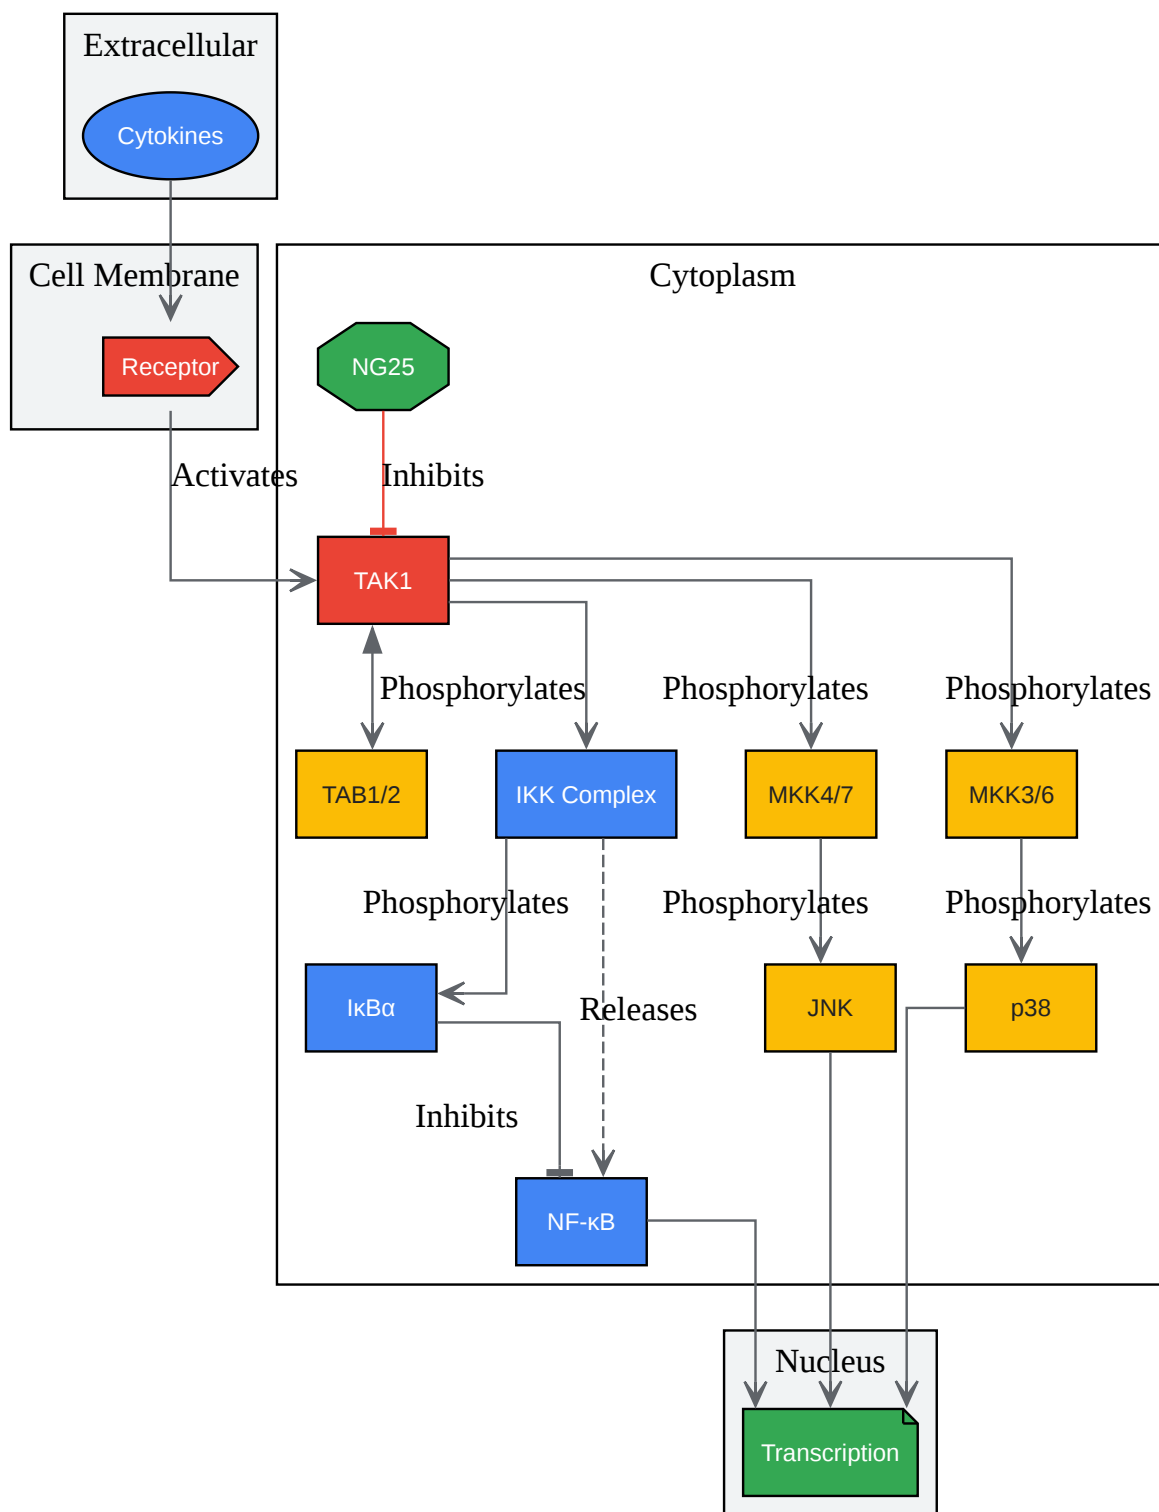 Extracellular
Cytokines
Cell Membrane
Cytoplasm
Receptor
NG25
Activates
Inhibits
TAK1
Phosphorylates
Phosphorylates
Phosphorylates
TAB1/2
IKK Complex
MKK4/7
MKK3/6
Phosphorylates
Phosphorylates
Phosphorylates
IκBα
Releases
JNK
p38
Inhibits
NF-κB
Nucleus
Transcription